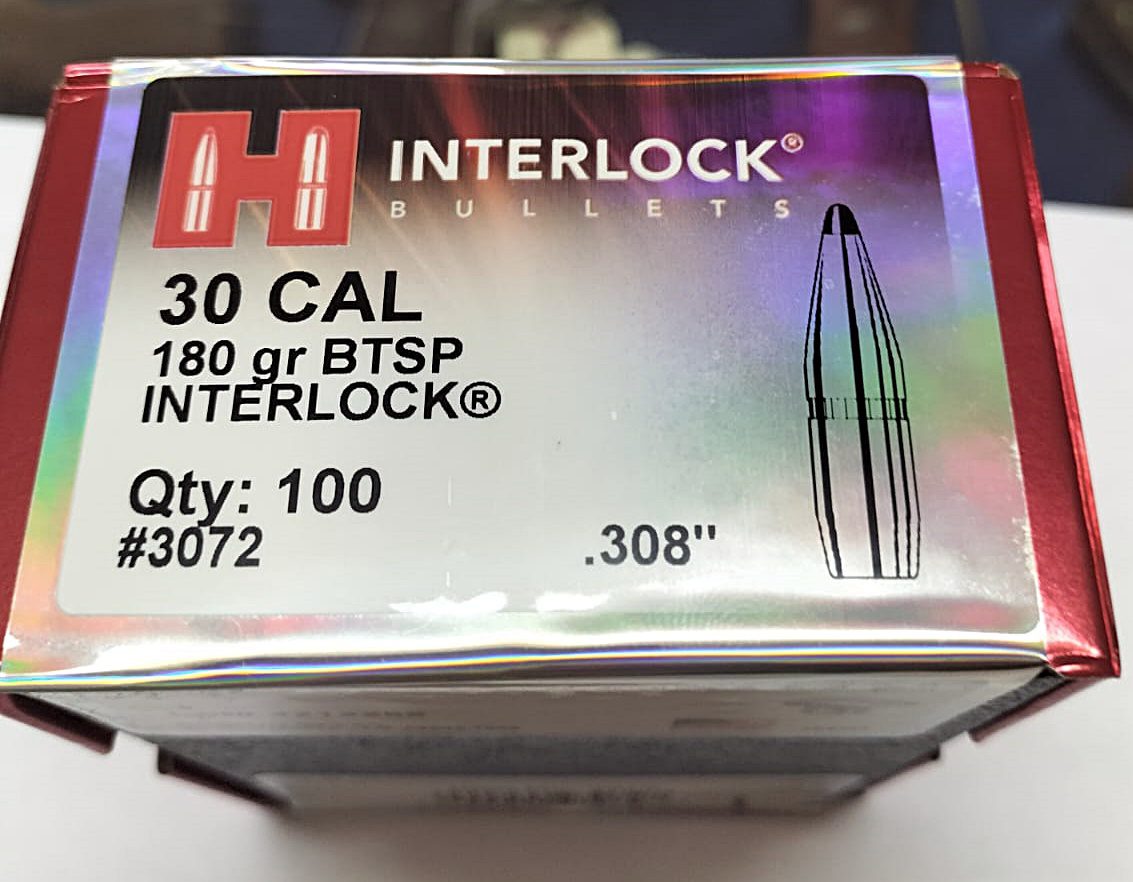 H
INTERLOCK®
BULLETS
30 CAL
180 gr BTSP
INTERLOCK®
Qty: 100
#3072
.308"